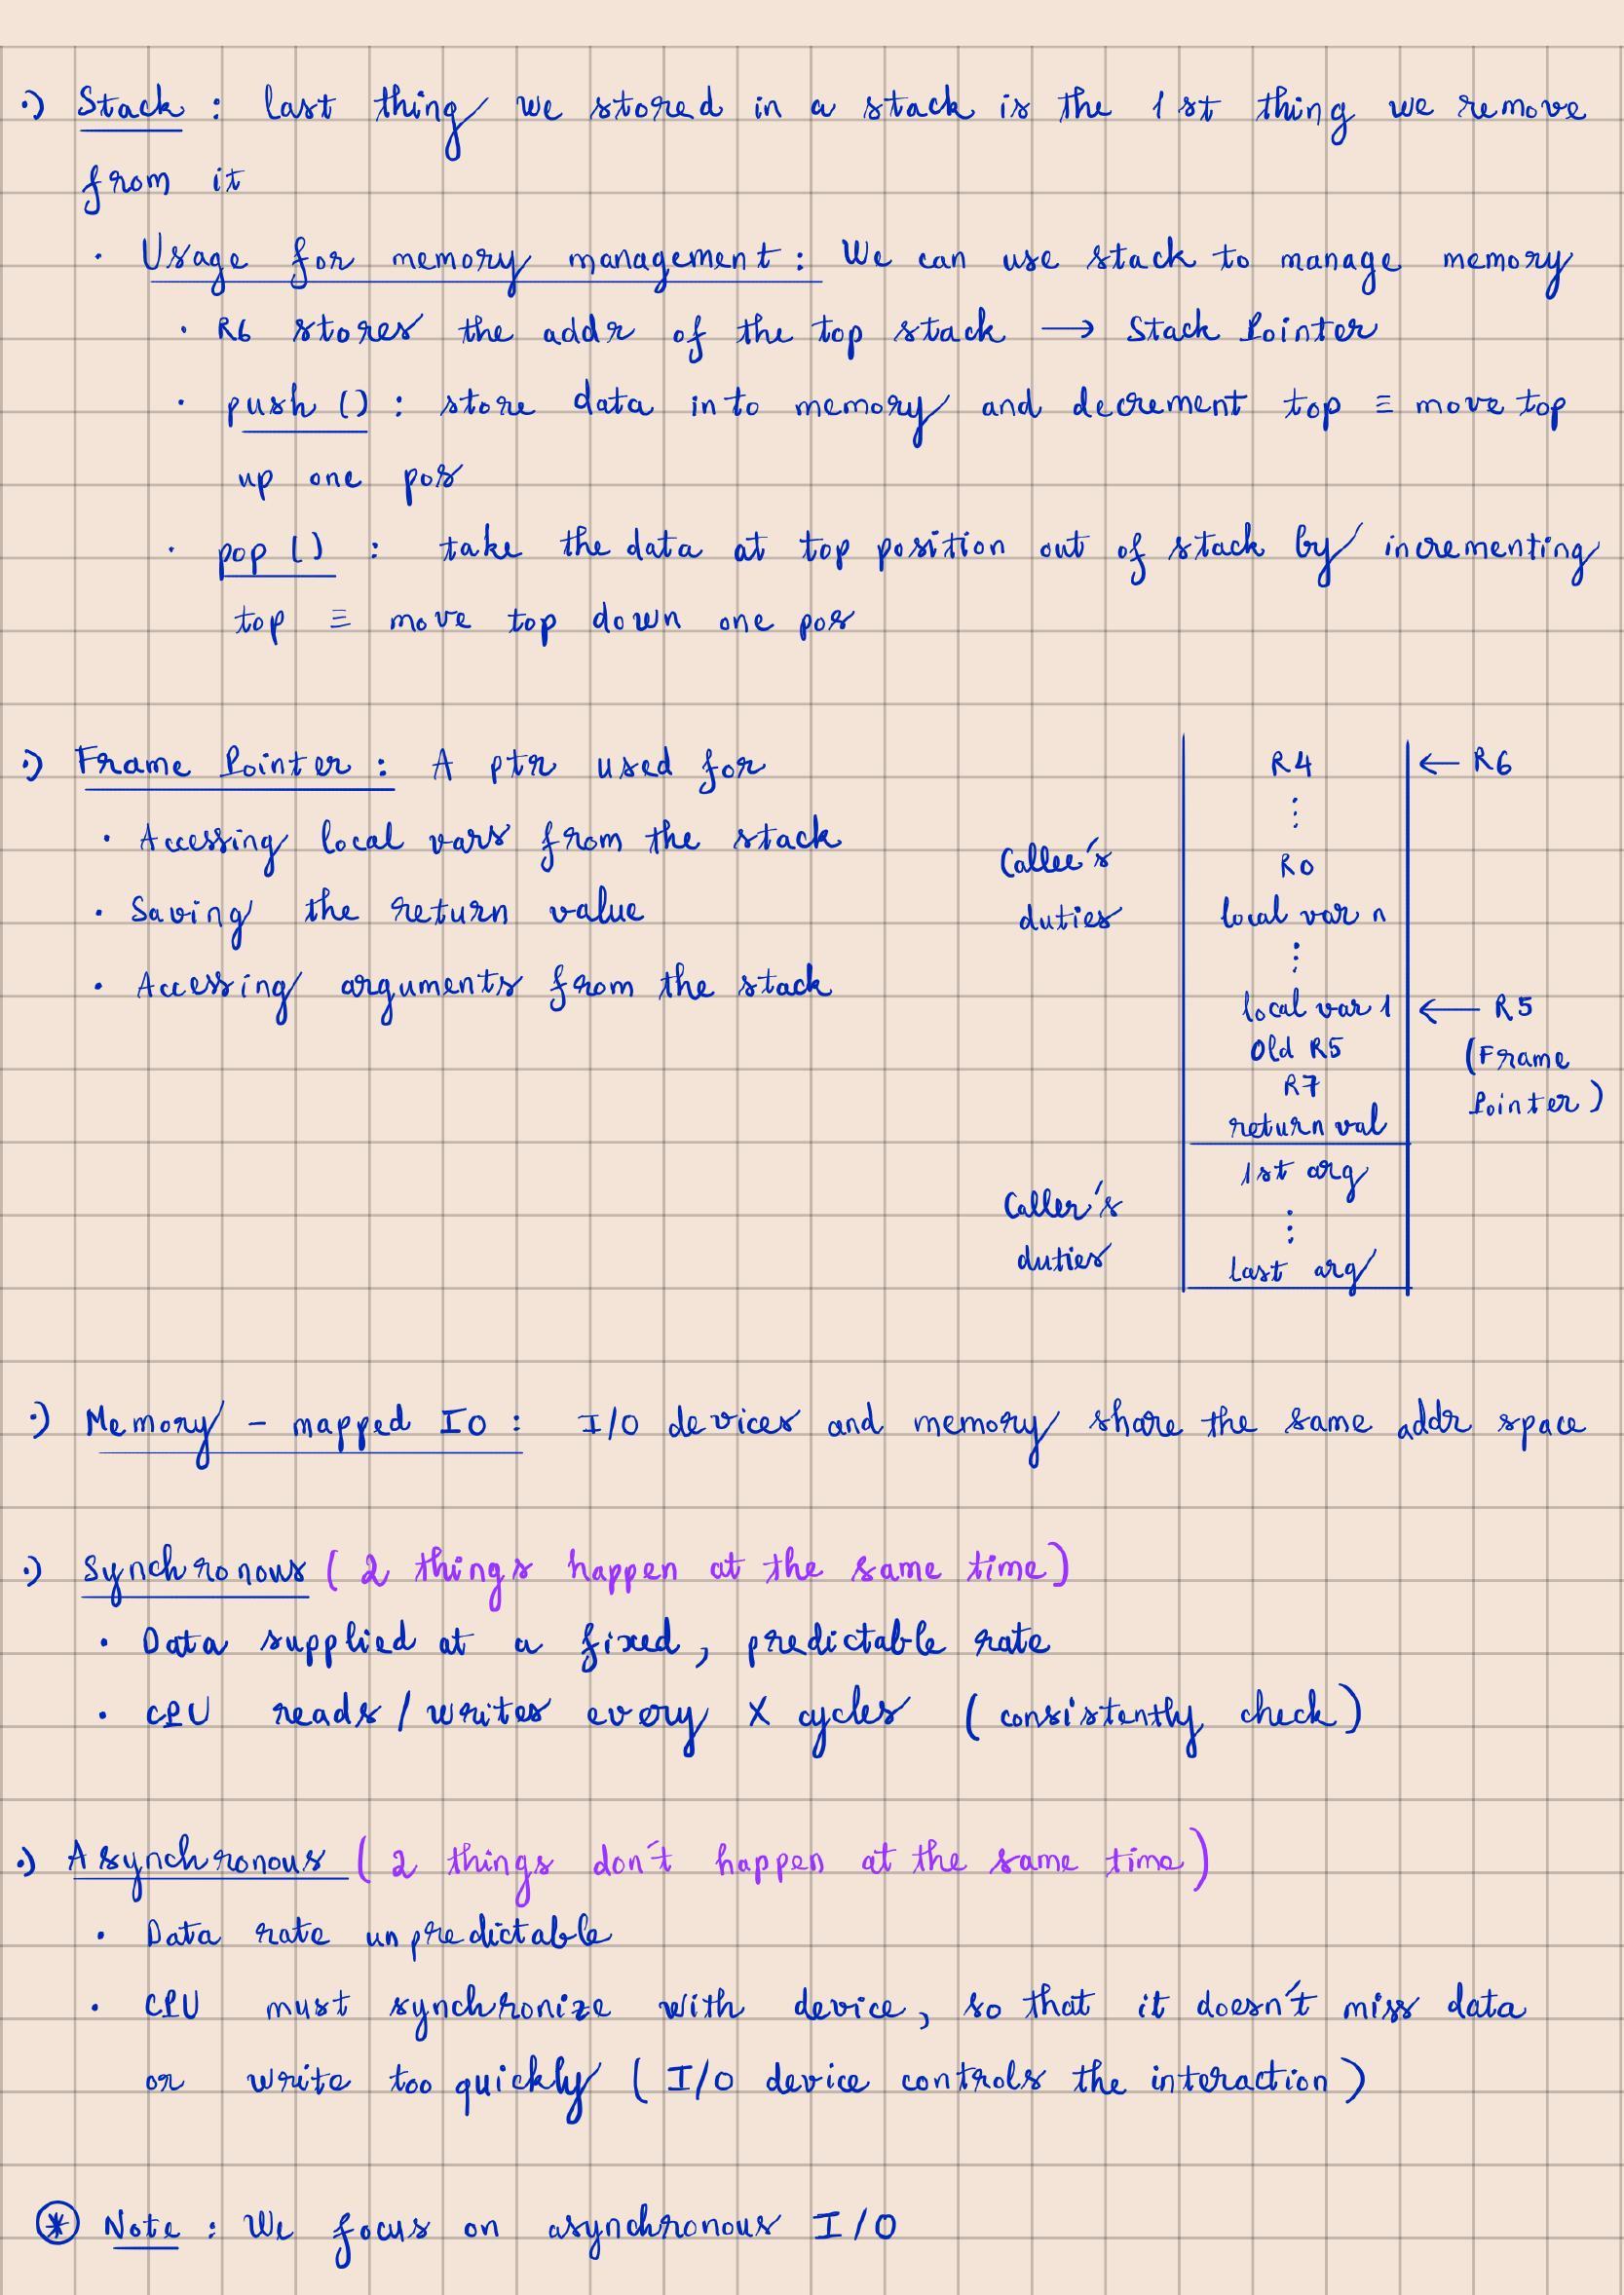 ·) Stack : last thing we stored in a stack is the 1st thing we remove
from it
· Usage for memory management : We can use stack to manage memory
· R6 stores the addr of the top stack → Stack Pointer
· push () : store data into memory and decrement top ≡ move top
up one pos
· pop () : take the data at top position out of stack by incrementing
top ≡ move top down one pos
·) Frame Pointer : A ptr used for
· Accessing local vars from the stack
· Saving the return value
· Accessing arguments from the stack
Callee's
duties
Caller's
duties
R4
⋮
R0
local var n
⋮
local var 1
Old R5
R7
return val
1st arg
⋮
last arg
← R6
← R5
(Frame
Pointer)
·) Memory - mapped IO : I/O devices and memory share the same addr space
·) Synchronous (2 things happen at the same time)
· Data supplied at a fixed, predictable rate
· CPU reads / writes every X cycles (consistently check)
·) Asynchronous (2 things don't happen at the same time)
· Data rate unpredictable
· CPU must synchronize with device, so that it doesn't miss data
or write too quickly (I/O device controls the interaction)
⊛ Note : We focus on asynchronous I/O